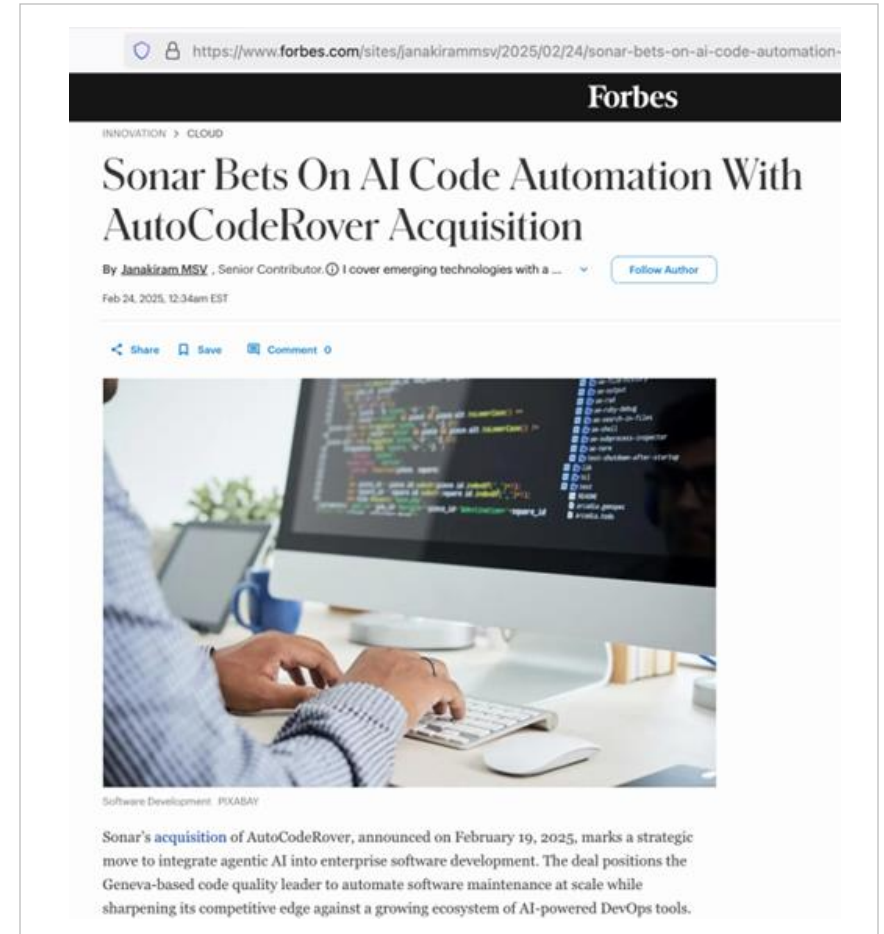 https://www.forbes.com/sites/janakirammsv/2025/02/24/sonar-bets-on-ai-code-automation-
Forbes
INNOVATION > CLOUD
Sonar Bets On AI Code Automation With
AutoCodeRover Acquisition
By Janakiram MSV , Senior Contributor. I cover emerging technologies with a ... Follow Author
Feb 24, 2025, 12:34am EST
Share Save Comment 0
Software Development PIXABAY
Sonar’s acquisition of AutoCodeRover, announced on February 19, 2025, marks a strategic
move to integrate agentic AI into enterprise software development. The deal positions the
Geneva-based code quality leader to automate software maintenance at scale while
sharpening its competitive edge against a growing ecosystem of AI-powered DevOps tools.